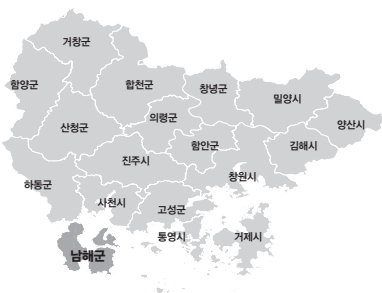 거창군
함양군
합천군
창녕군
밀양시
양산시
의령군
산청군
함안군
김해시
진주시
하동군
창원시
사천시
고성군
통영시
거제시
남해군